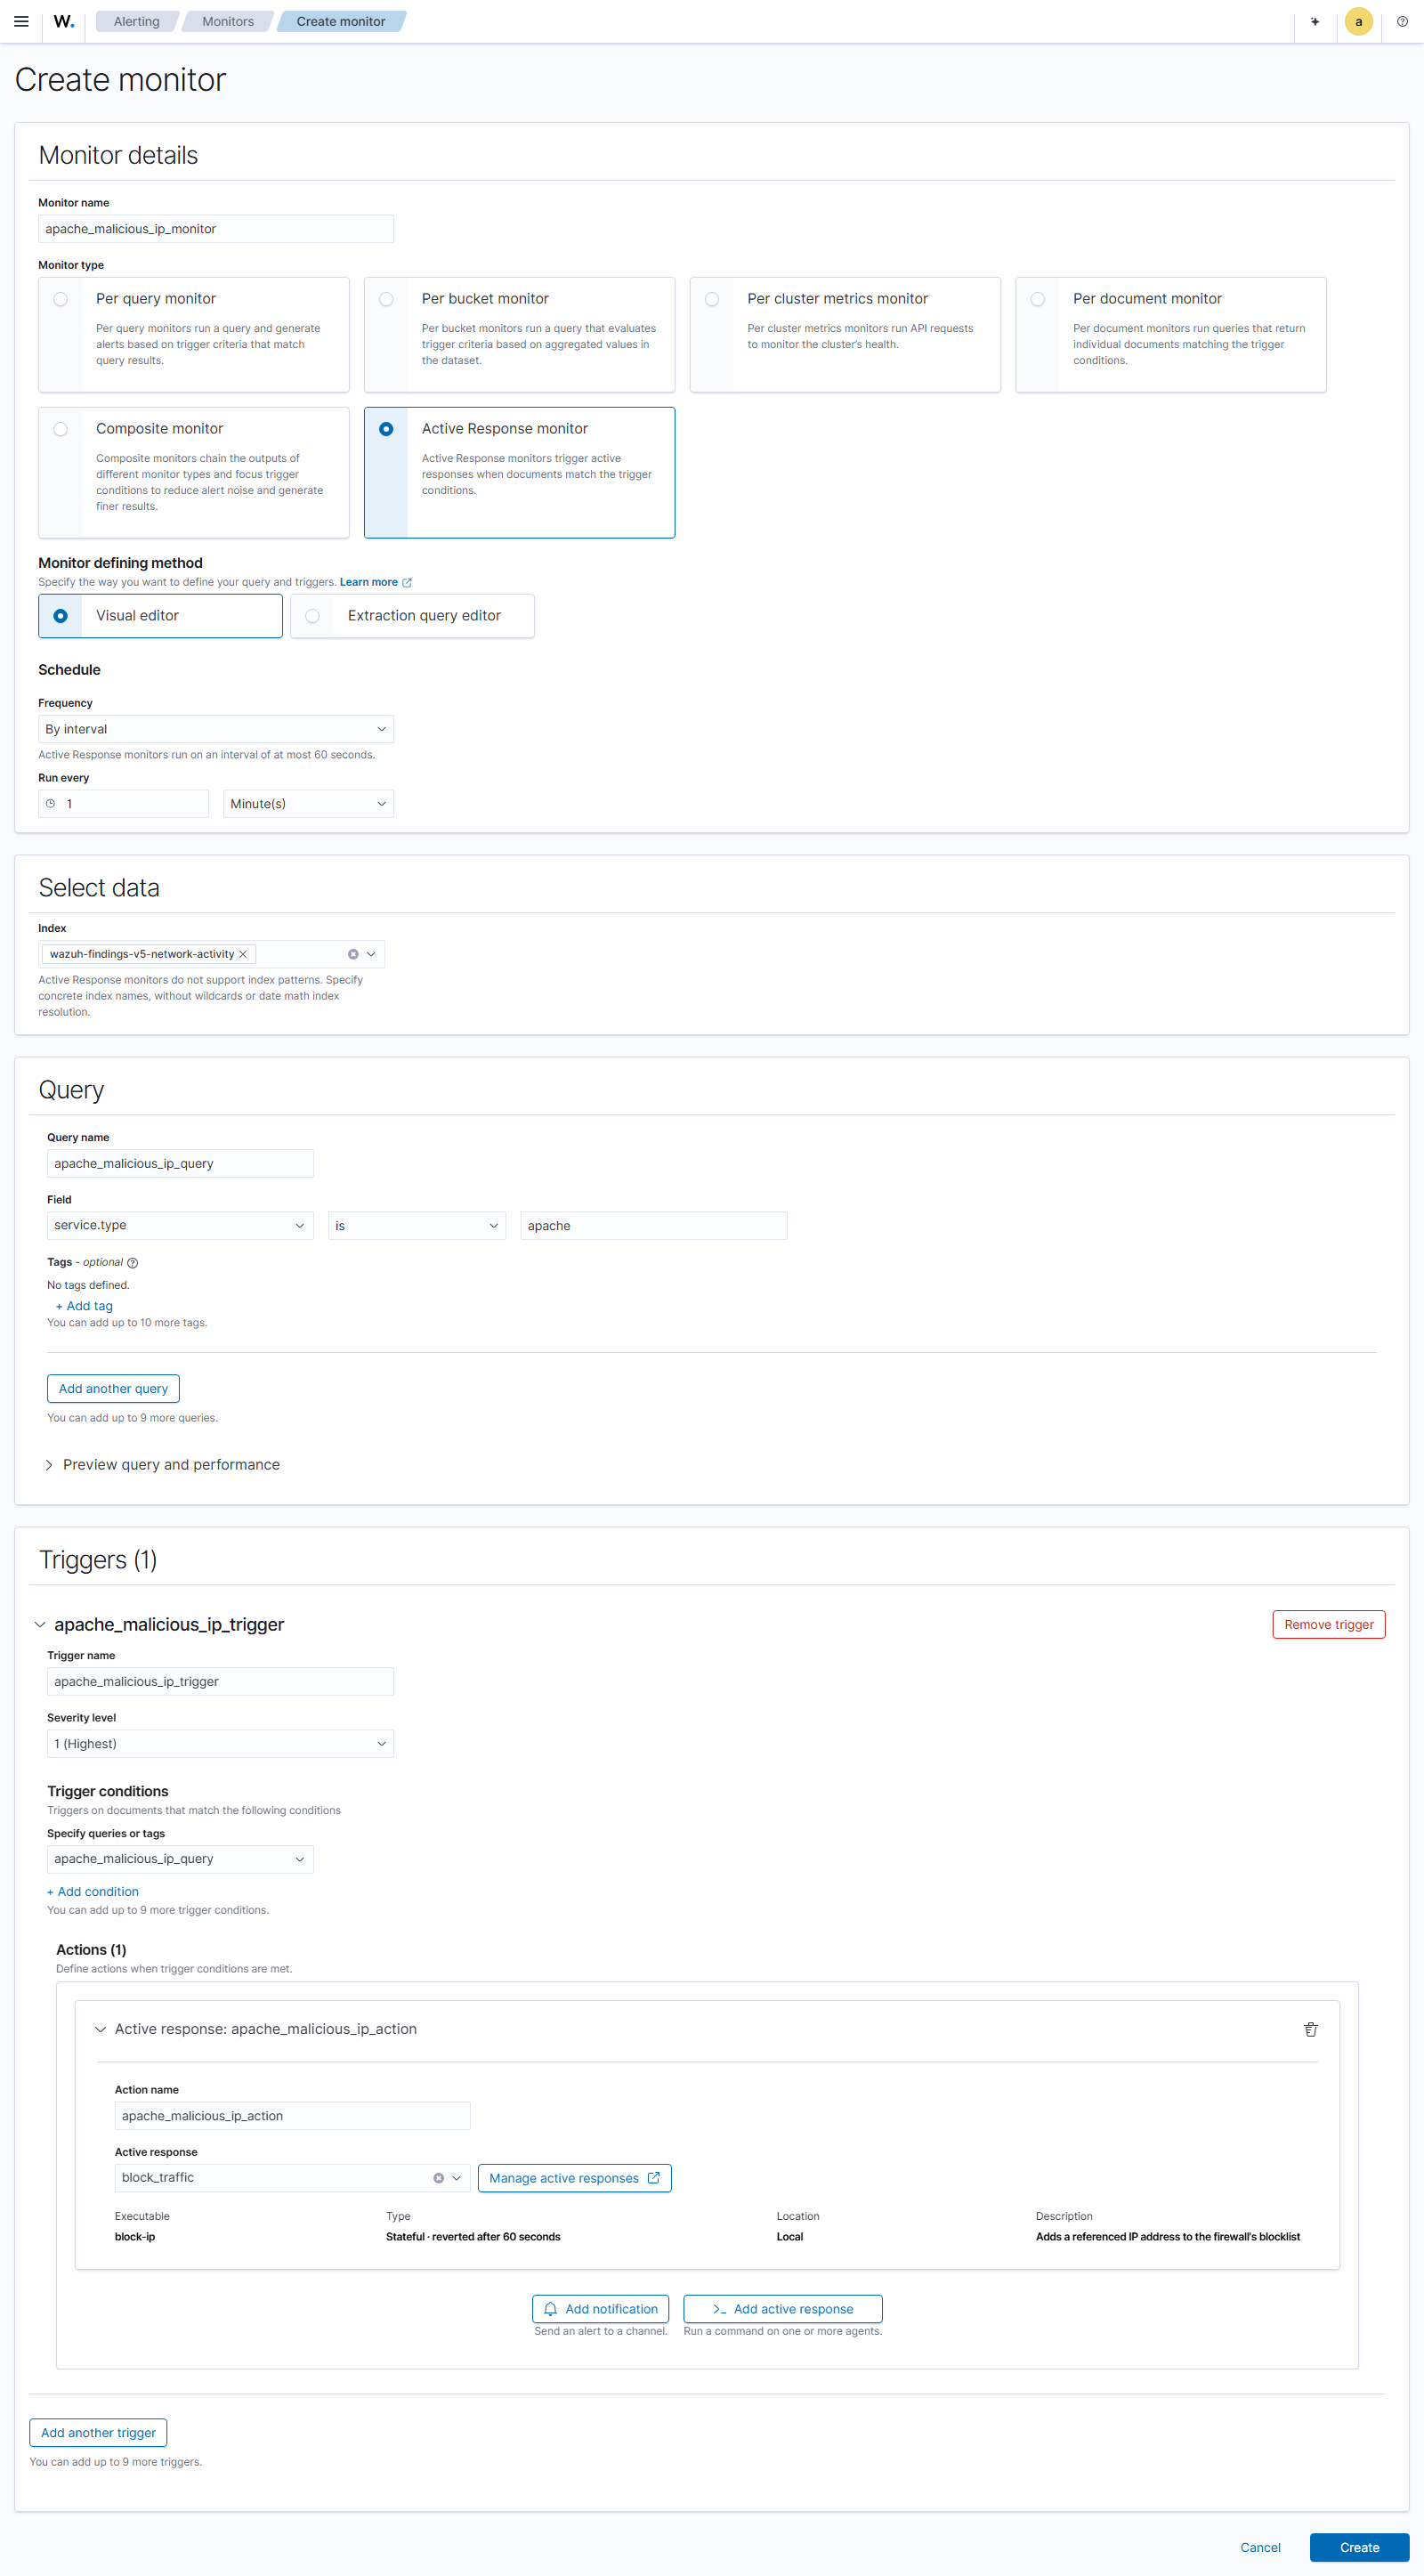 W. Alerting Monitors Create monitor a
Create monitor
Monitor details
Monitor name
apache_malicious_ip_monitor
Monitor type
Per query monitor
Per query monitors run a query and generate
alerts based on trigger criteria that match
query results.
Per bucket monitor
Per bucket monitors run a query that evaluates
trigger criteria based on aggregated values in
the dataset.
Per cluster metrics monitor
Per cluster metrics monitors run API requests
to monitor the cluster's health.
Per document monitor
Per document monitors run queries that return
individual documents matching the trigger
conditions.
Composite monitor
Composite monitors chain the outputs of
different monitor types and focus trigger
conditions to reduce alert noise and generate
finer results.
Active Response monitor
Active Response monitors trigger active
responses when documents match the trigger
conditions.
Monitor defining method
Specify the way you want to define your query and triggers. Learn more
Visual editor
Extraction query editor
Schedule
Frequency
By interval
Active Response monitors run on an interval of at most 60 seconds.
Run every
1 Minute(s)
Select data
Index
wazuh-findings-v5-network-activity
Active Response monitors do not support index patterns. Specify
concrete index names, without wildcards or date math index
resolution.
Query
Query name
apache_malicious_ip_query
Field
service.type is apache
Tags - optional
No tags defined.
+ Add tag
You can add up to 10 more tags.
Add another query
You can add up to 9 more queries.
Preview query and performance
Triggers (1)
apache_malicious_ip_trigger
Remove trigger
Trigger name
apache_malicious_ip_trigger
Severity level
1 (Highest)
Trigger conditions
Triggers on documents that match the following conditions
Specify queries or tags
apache_malicious_ip_query
+ Add condition
You can add up to 9 more trigger conditions.
Actions (1)
Define actions when trigger conditions are met.
Active response: apache_malicious_ip_action
Action name
apache_malicious_ip_action
Active response
block_traffic
Manage active responses
Executable Type Location Description
block-ip Stateful · reverted after 60 seconds Local Adds a referenced IP address to the firewall's blocklist
Add notification
Send an alert to a channel.
>_ Add active response
Run a command on one or more agents.
Add another trigger
You can add up to 9 more triggers.
Cancel Create